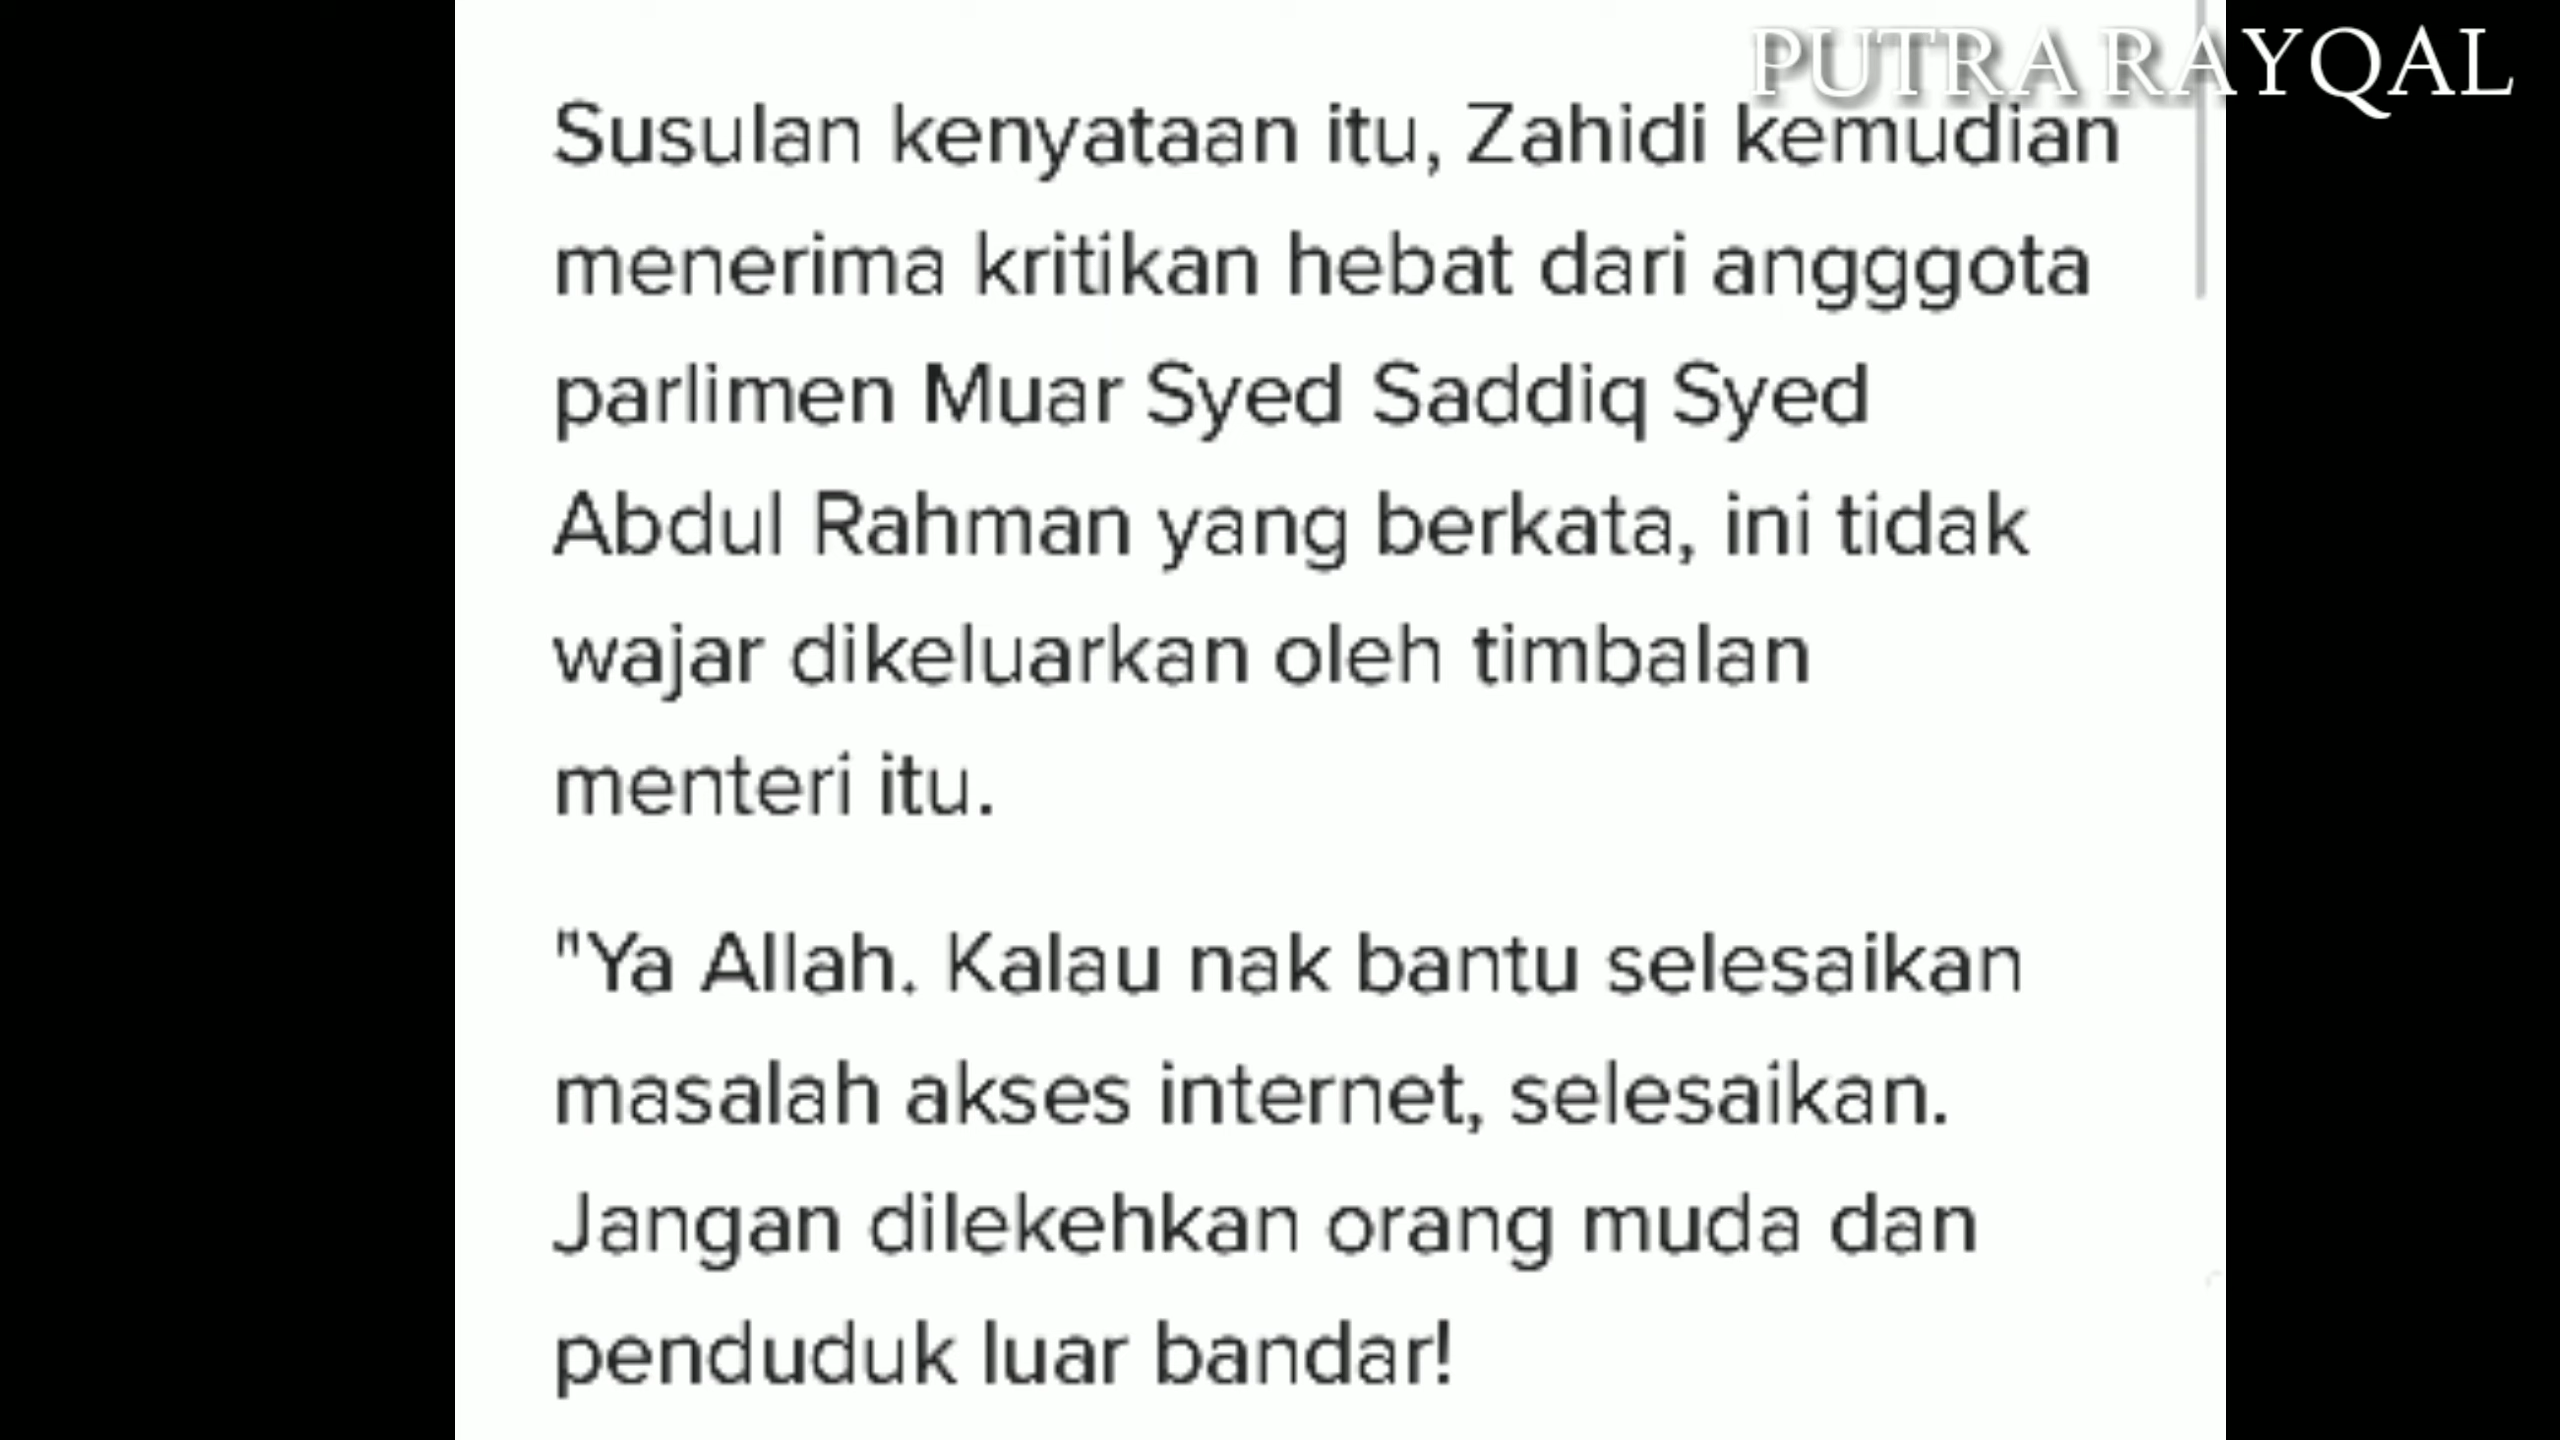 PUTRA RAYQAL
Susulan kenyataan itu, Zahidi kemudian
menerima kritikan hebat dari angggota
parlimen Muar Syed Saddiq Syed
Abdul Rahman yang berkata, ini tidak
wajar dikeluarkan oleh timbalan
menteri itu.
"Ya Allah. Kalau nak bantu selesaikan
masalah akses internet, selesaikan.
Jangan dilekehkan orang muda dan
penduduk luar bandar!